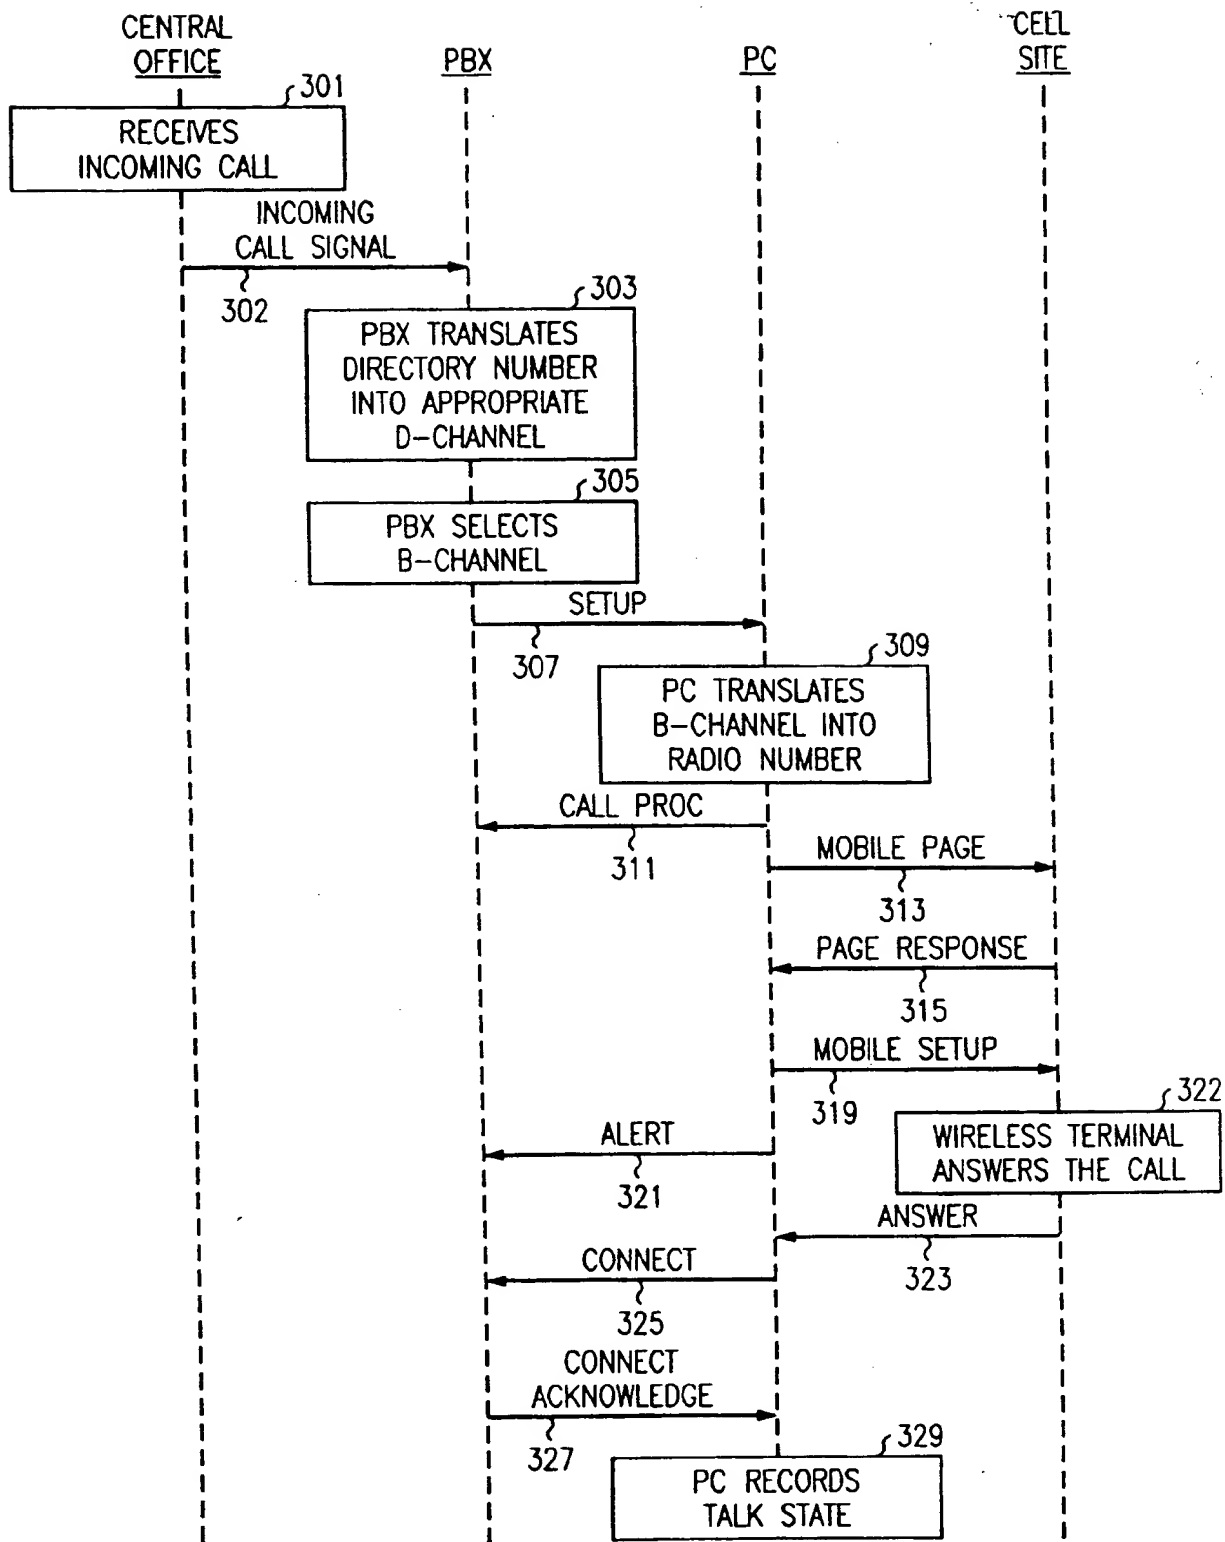 CENTRAL
OFFICE
PBX
PC
CELL
SITE
301
RECEIVES
INCOMING CALL
INCOMING
CALL SIGNAL
302
303
PBX TRANSLATES
DIRECTORY NUMBER
INTO APPROPRIATE
D-CHANNEL
305
PBX SELECTS
B-CHANNEL
SETUP
307
309
PC TRANSLATES
B-CHANNEL INTO
RADIO NUMBER
CALL PROC
311
MOBILE PAGE
313
PAGE RESPONSE
315
MOBILE SETUP
319
322
WIRELESS TERMINAL
ANSWERS THE CALL
ALERT
321
ANSWER
323
CONNECT
325
CONNECT
ACKNOWLEDGE
327
329
PC RECORDS
TALK STATE